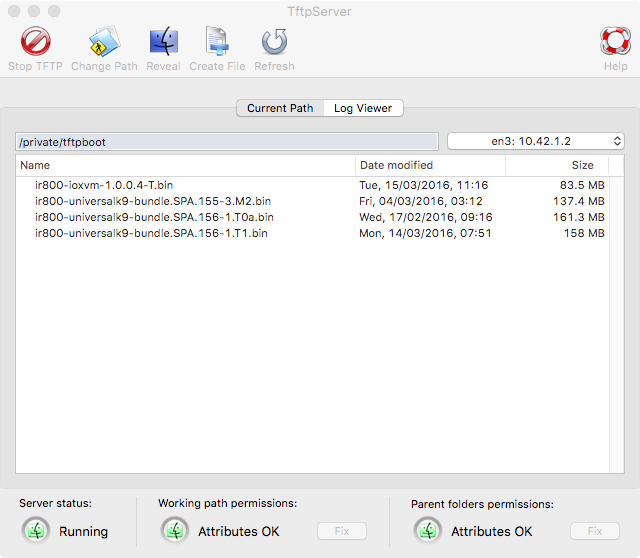 TftpServer
Stop TFTP Change Path Reveal Create File Refresh Help
Current Path Log Viewer
/private/tftpboot en3: 10.42.1.2
Name Date modified Size
ir800-ioxvm-1.0.0.4-T.bin Tue, 15/03/2016, 11:16 83.5 MB
ir800-universalk9-bundle.SPA.155-3.M2.bin Fri, 04/03/2016, 03:12 137.4 MB
ir800-universalk9-bundle.SPA.156-1.T0a.bin Wed, 17/02/2016, 09:16 161.3 MB
ir800-universalk9-bundle.SPA.156-1.T1.bin Mon, 14/03/2016, 07:51 158 MB
Server status: Working path permissions: Parent folders permissions:
Running Attributes OK Fix Attributes OK Fix